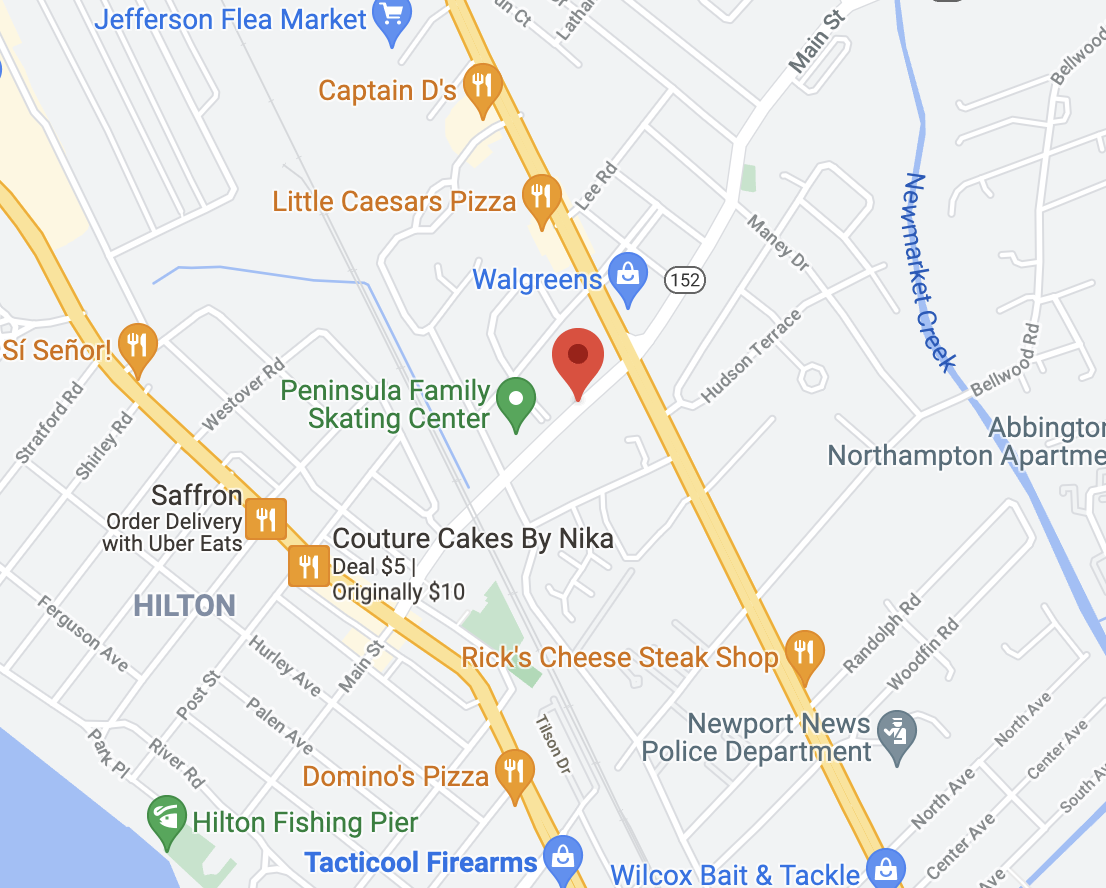 Jefferson Flea Market
Main St
Bellwood
Captain D's
Lee Rd
Little Caesars Pizza
Newmarket Creek
Maney Dr
Walgreens
152
Hudson Terrace
Sí Señor!
Bellwood Rd
Westover Rd
Peninsula Family
Skating Center
Stratford Rd
Shirley Rd
Northampton
Saffron
Order Delivery
with Uber Eats
Couture Cakes By Nika
Deal $5 |
Originally $10
HILTON
Ferguson Ave
Hurley Ave
Main St
Rick's Cheese Steak Shop
Randolph Rd
Woodfin Rd
Post St
Palen Ave
Newport News
Police Department
North Ave
Center Ave
Tilson Dr
Park Pl
River Rd
Domino's Pizza
North Ave
Center Ave
Hilton Fishing Pier
Tacticool Firearms
Wilcox Bait & Tackle